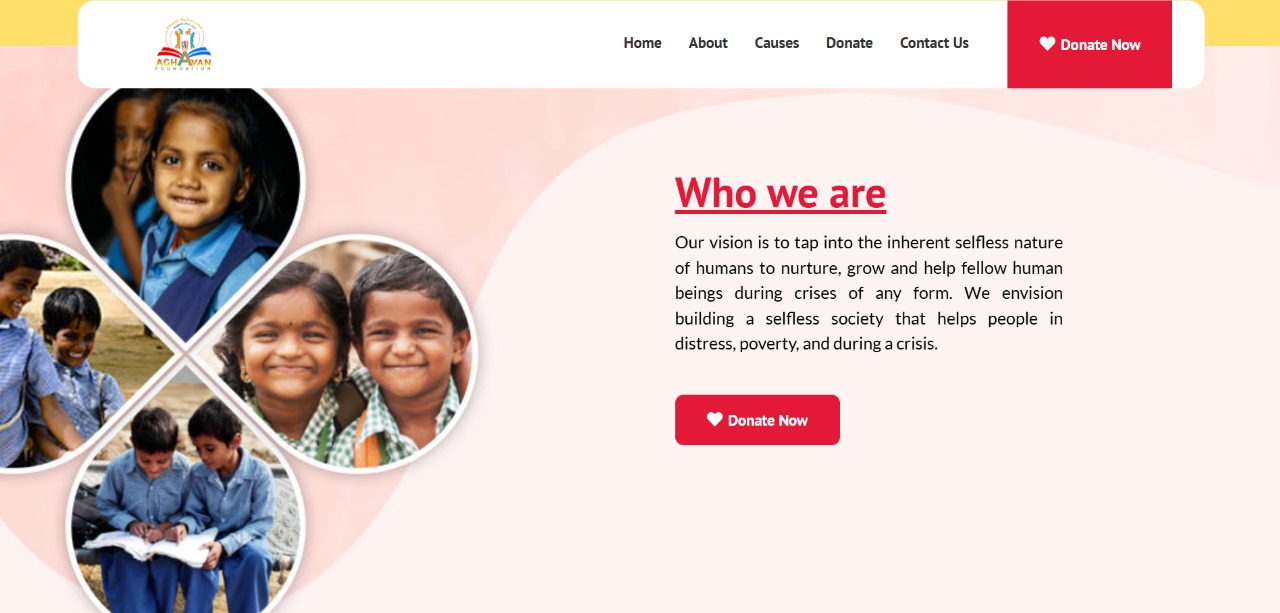 AGHAVAN
FOUNDATION
Home About Causes Donate Contact Us Donate Now
Who we are
Our vision is to tap into the inherent selfless nature
of humans to nurture, grow and help fellow human
beings during crises of any form. We envision
building a selfless society that helps people in
distress, poverty, and during a crisis.
Donate Now